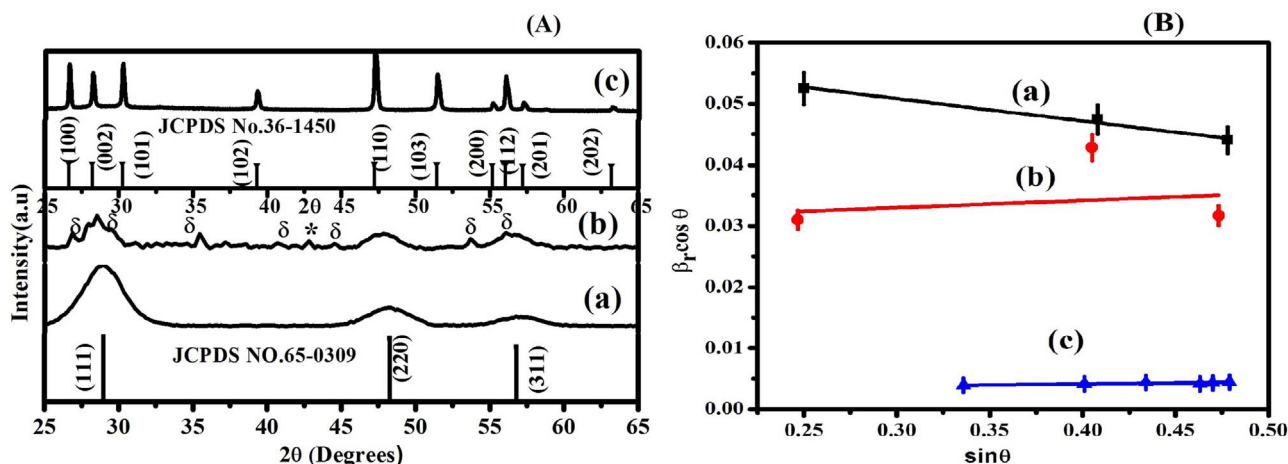 (A)
(c)
JCPDS No.36-1450
(100)
(002)
(101)
(102)
(110)
(103)
(200)
(112)
(201)
(202)
25 30 35 40 2θ 45 50 55 60 65
δ δ δ δ * δ δ δ
(b)
(a)
JCPDS NO.65-0309
(111)
(220)
(311)
25 30 35 40 45 50 55 60 65
2θ (Degrees)
Intensity(a.u)
(B)
0.06
0.05
0.04
0.03
0.02
0.01
0.00
(a)
(b)
(c)
0.25 0.30 0.35 0.40 0.45 0.50
sinθ
βrcos θ